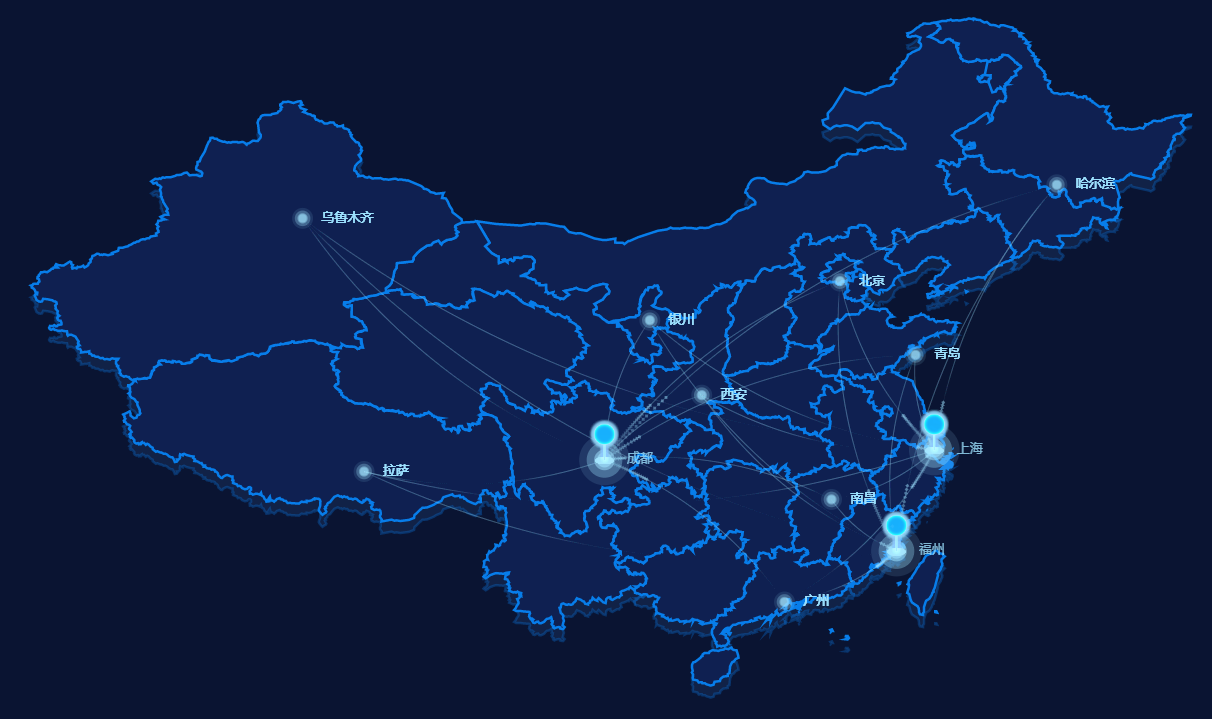 哈尔滨
乌鲁木齐
北京
银川
青岛
西安
上海
成都
拉萨
南昌
福州
广州